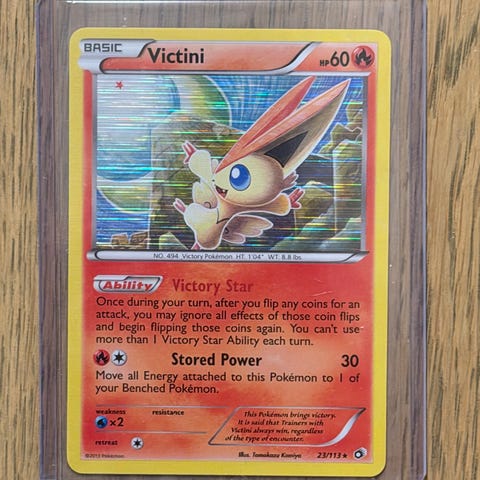 BASIC Victini HP60
NO. 494 Victory Pokémon HT. 1'04" WT. 8.8 lbs.
Ability Victory Star
Once during your turn, after you flip any coins for an
attack, you may ignore all effects of those coin flips
and begin flipping those coins again. You can't use
more than 1 Victory Star Ability each turn.
Stored Power 30
Move all Energy attached to this Pokémon to 1 of
your Benched Pokémon.
weakness resistance
×2
retreat
This Pokémon brings victory.
It is said that Trainers with
Victini always win, regardless
of the type of encounter.
©2013 Pokémon Illus. Tomokazu Komiya 23/113★